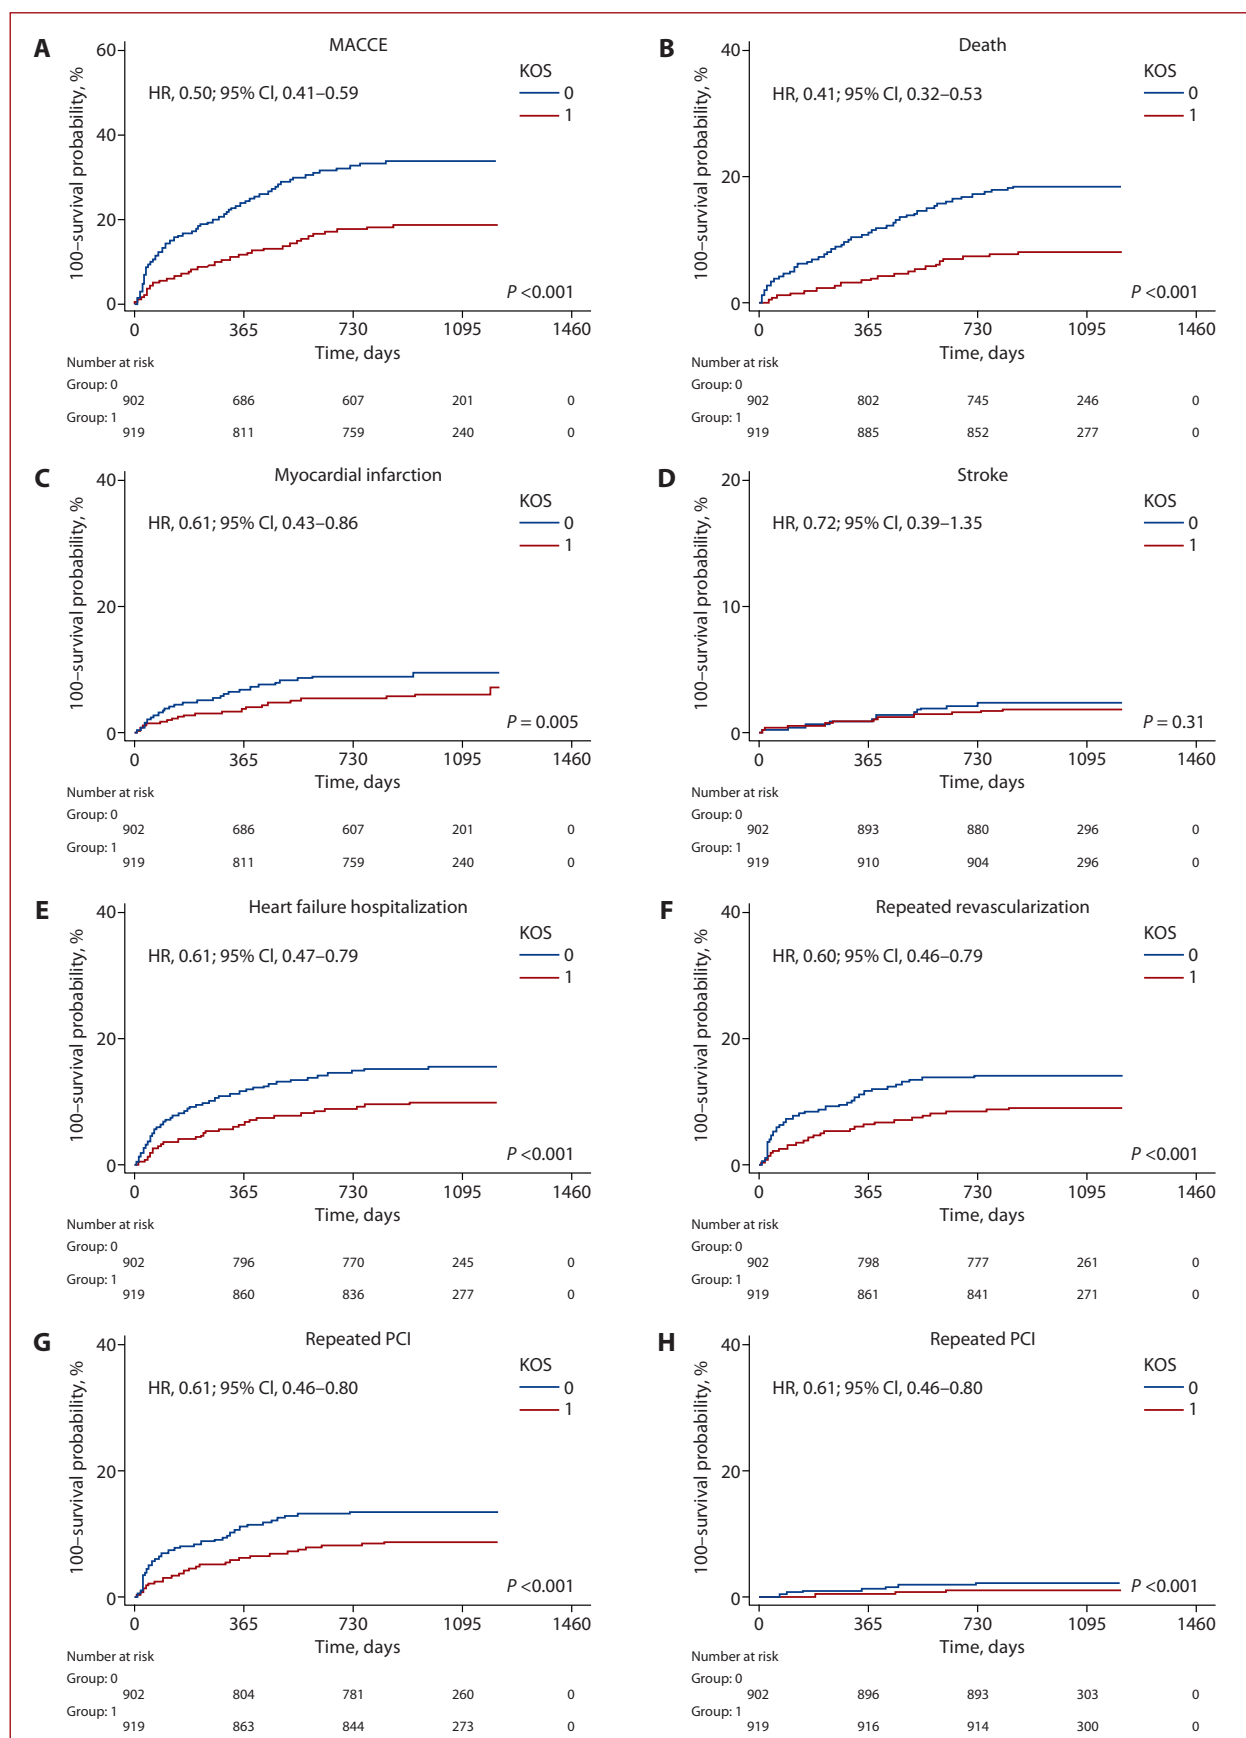 A
MACCE
100–survival probability, %
60
40
20
0
HR, 0.50; 95% CI, 0.41–0.59
KOS
0
1
P <0.001
0 365 730 1095 1460
Time, days
Number at risk
Group: 0
902 686 607 201 0
Group: 1
919 811 759 240 0
B
Death
100–survival probability, %
40
20
0
HR, 0.41; 95% CI, 0.32–0.53
KOS
0
1
P <0.001
0 365 730 1095 1460
Time, days
Number at risk
Group: 0
902 802 745 246 0
Group: 1
919 885 852 277 0
C
Myocardial infarction
100–survival probability, %
40
20
0
HR, 0.61; 95% CI, 0.43–0.86
KOS
0
1
P = 0.005
0 365 730 1095 1460
Time, days
Number at risk
Group: 0
902 686 607 201 0
Group: 1
919 811 759 240 0
D
Stroke
100–survival probability, %
20
10
0
HR, 0.72; 95% CI, 0.39–1.35
KOS
0
1
P = 0.31
0 365 730 1095 1460
Time, days
Number at risk
Group: 0
902 893 880 296 0
Group: 1
919 910 904 296 0
E
Heart failure hospitalization
100–survival probability, %
40
20
0
HR, 0.61; 95% CI, 0.47–0.79
KOS
0
1
P <0.001
0 365 730 1095 1460
Time, days
Number at risk
Group: 0
902 796 770 245 0
Group: 1
919 860 836 277 0
F
Repeated revascularization
100–survival probability, %
40
20
0
HR, 0.60; 95% CI, 0.46–0.79
KOS
0
1
P <0.001
0 365 730 1095 1460
Time, days
Number at risk
Group: 0
902 798 777 261 0
Group: 1
919 861 841 271 0
G
Repeated PCI
100–survival probability, %
40
20
0
HR, 0.61; 95% CI, 0.46–0.80
KOS
0
1
P <0.001
0 365 730 1095 1460
Time, days
Number at risk
Group: 0
902 804 781 260 0
Group: 1
919 863 844 273 0
H
Repeated PCI
100–survival probability, %
40
20
0
HR, 0.61; 95% CI, 0.46–0.80
KOS
0
1
P <0.001
0 365 730 1095 1460
Time, days
Number at risk
Group: 0
902 896 893 303 0
Group: 1
919 916 914 300 0